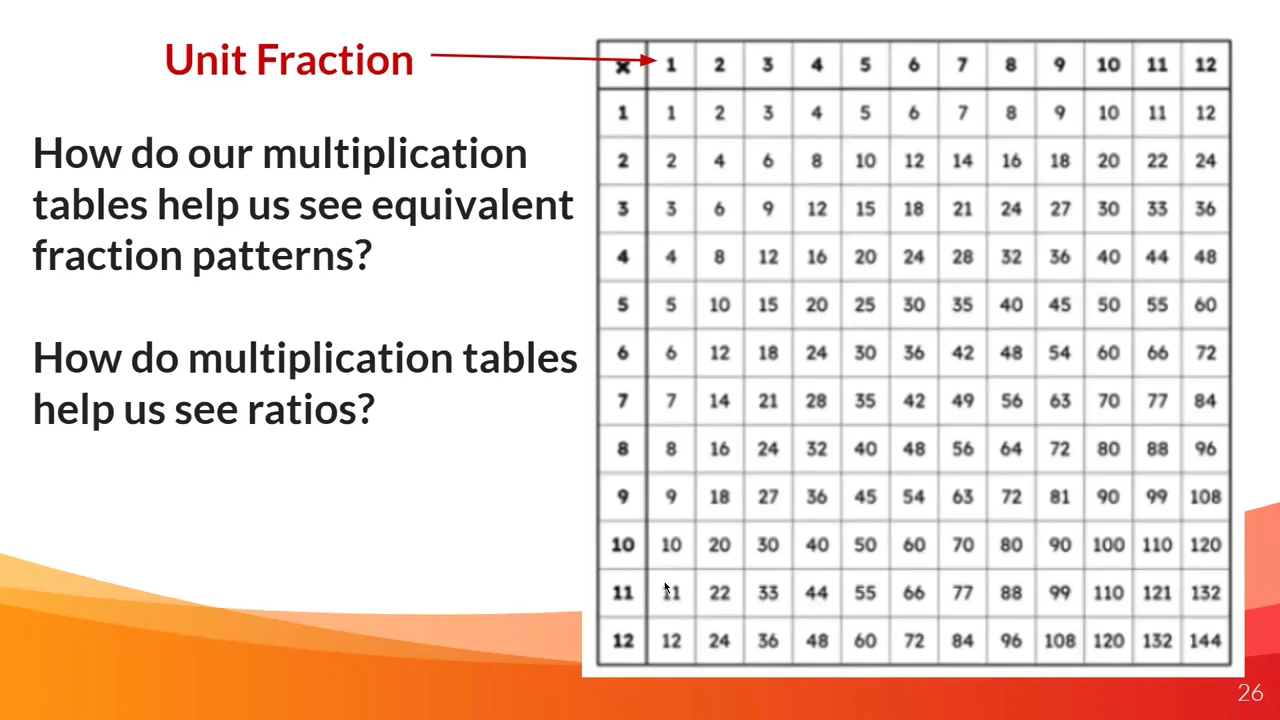 Unit Fraction
How do our multiplication
tables help us see equivalent
fraction patterns?
How do multiplication tables
help us see ratios?
× 1 2 3 4 5 6 7 8 9 10 11 12
1 1 2 3 4 5 6 7 8 9 10 11 12
2 2 4 6 8 10 12 14 16 18 20 22 24
3 3 6 9 12 15 18 21 24 27 30 33 36
4 4 8 12 16 20 24 28 32 36 40 44 48
5 5 10 15 20 25 30 35 40 45 50 55 60
6 6 12 18 24 30 36 42 48 54 60 66 72
7 7 14 21 28 35 42 49 56 63 70 77 84
8 8 16 24 32 40 48 56 64 72 80 88 96
9 9 18 27 36 45 54 63 72 81 90 99 108
10 10 20 30 40 50 60 70 80 90 100 110 120
11 11 22 33 44 55 66 77 88 99 110 121 132
12 12 24 36 48 60 72 84 96 108 120 132 144
26